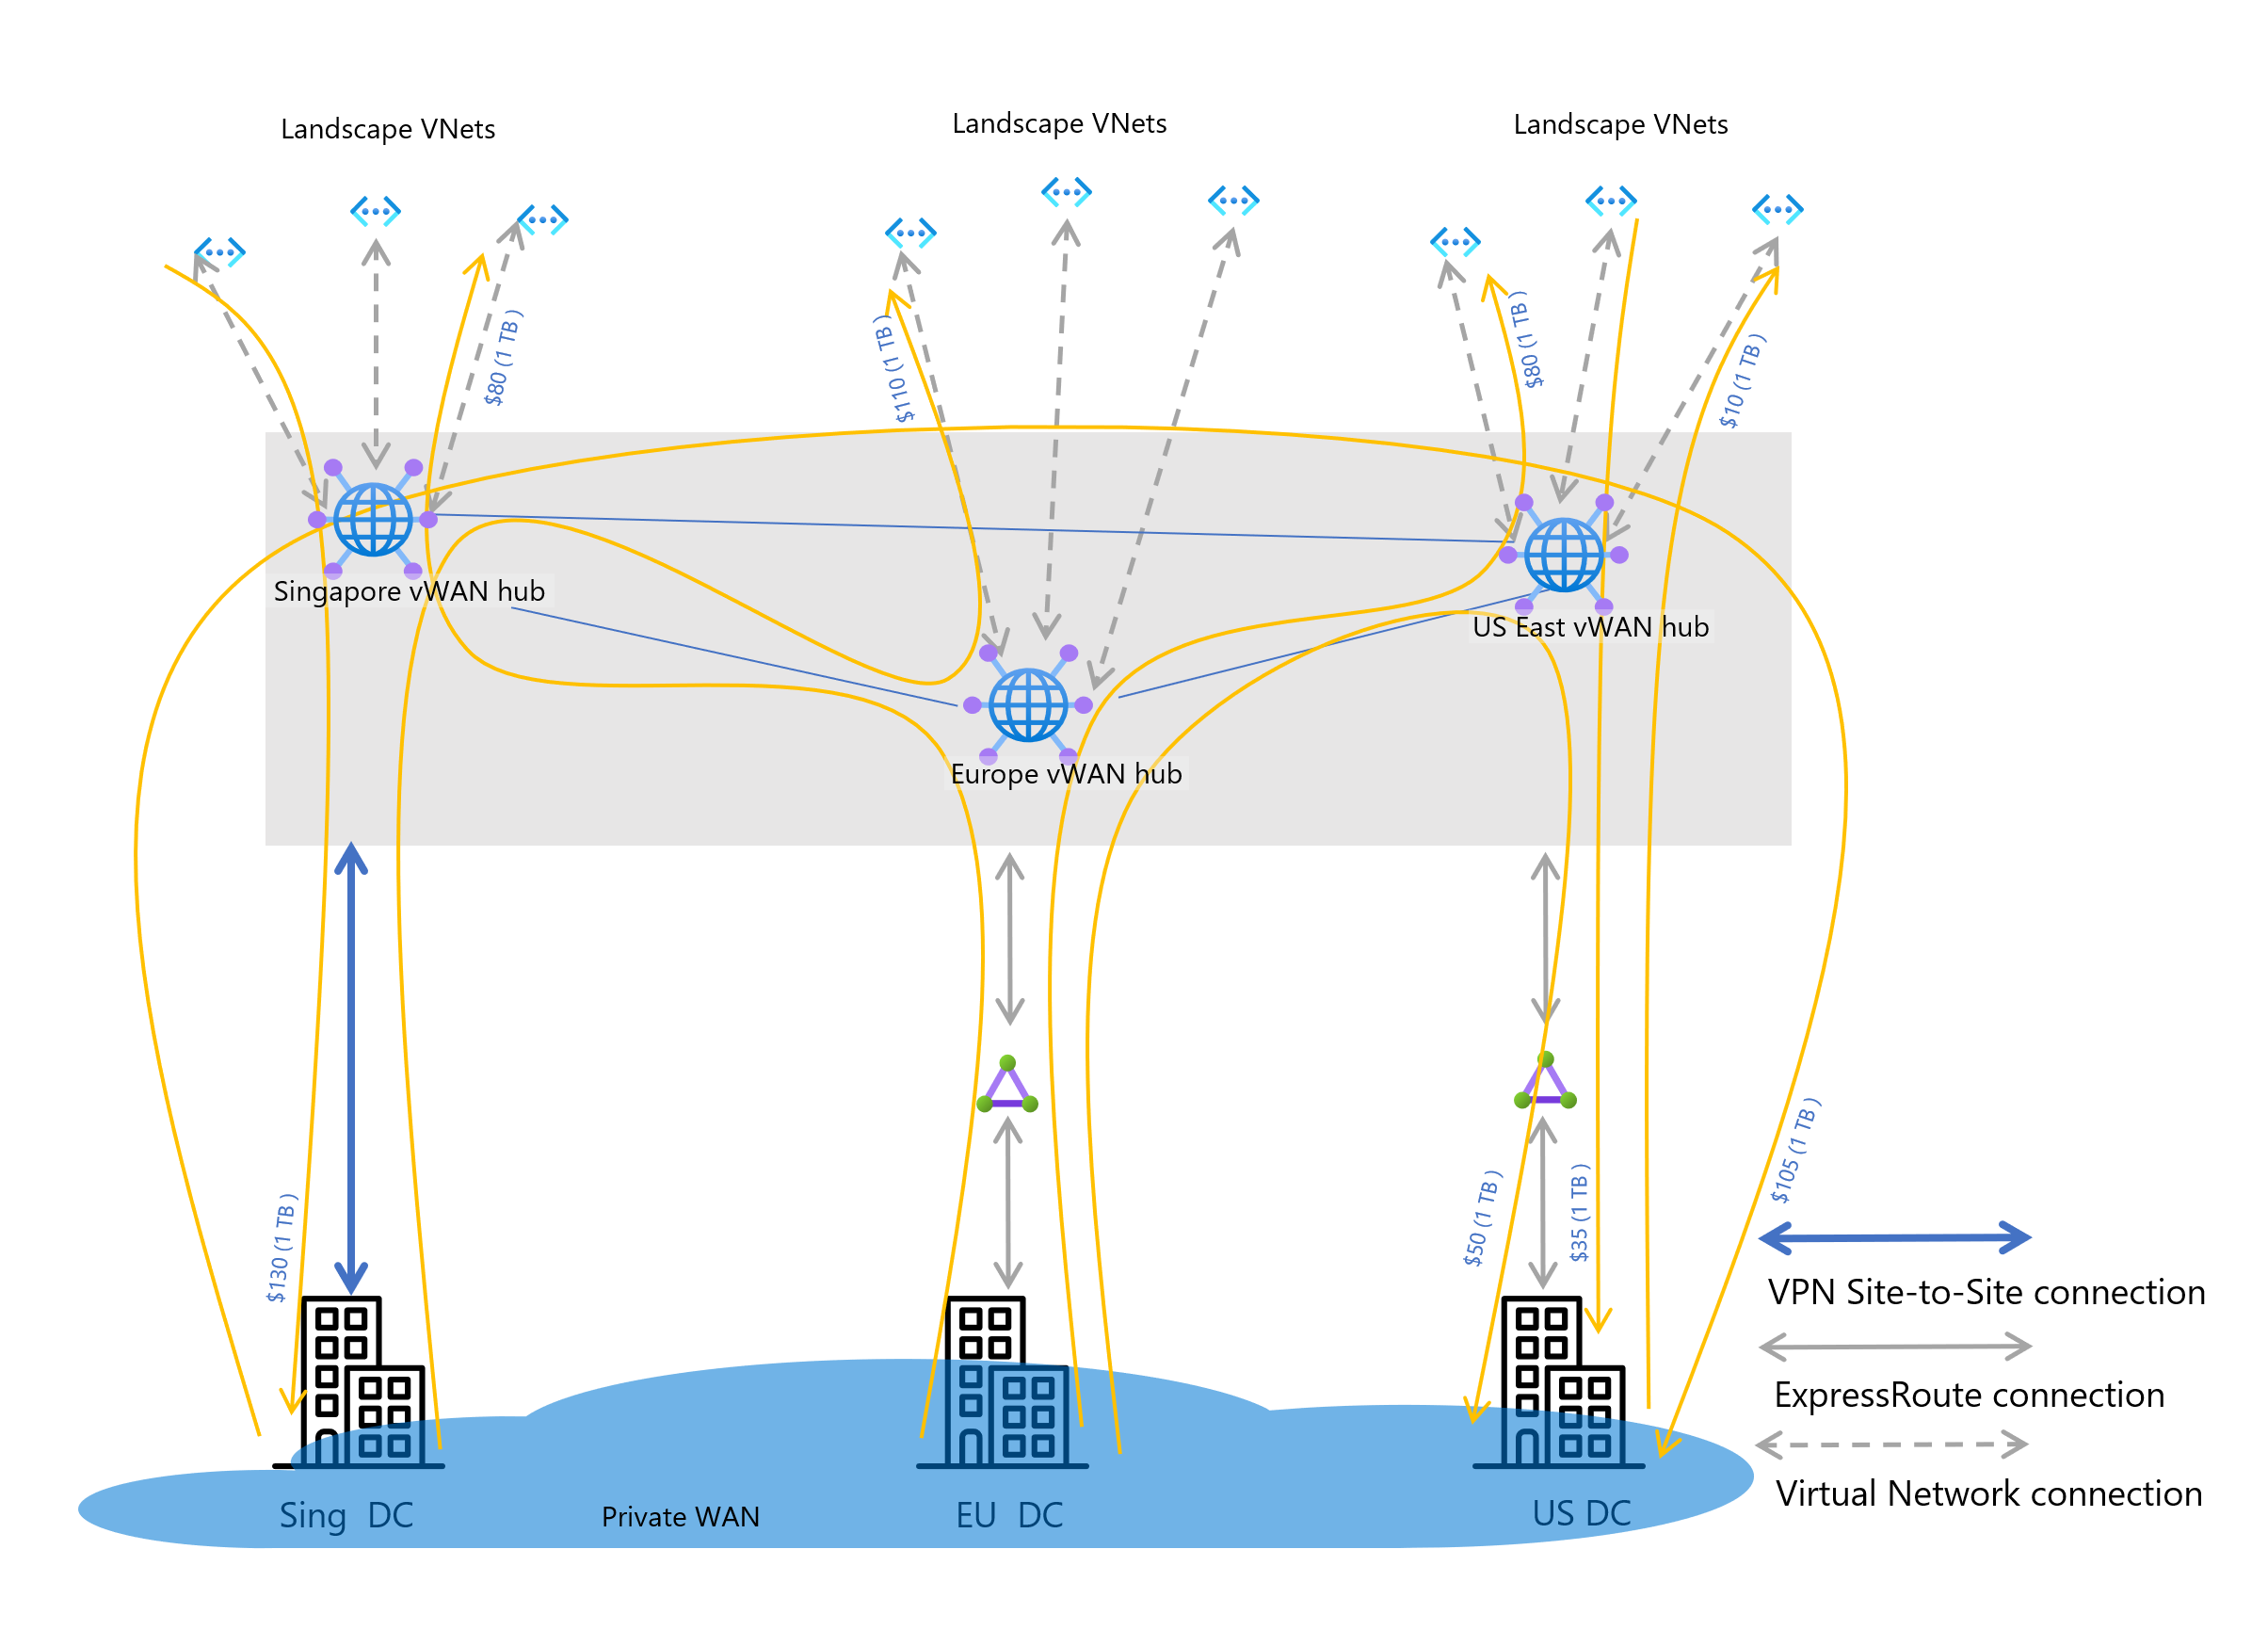 Landscape VNets
Landscape VNets
Landscape VNets
$80 (1 TB )
$110 (1 TB )
$80 (1 TB )
$10 (1 TB )
Singapore vWAN hub
US East vWAN hub
Europe vWAN hub
$130 (1 TB )
$50 (1 TB )
$35 (1 TB )
$105 (1 TB )
VPN Site-to-Site connection
ExpressRoute connection
Virtual Network connection
Sing DC
Private WAN
EU DC
US DC